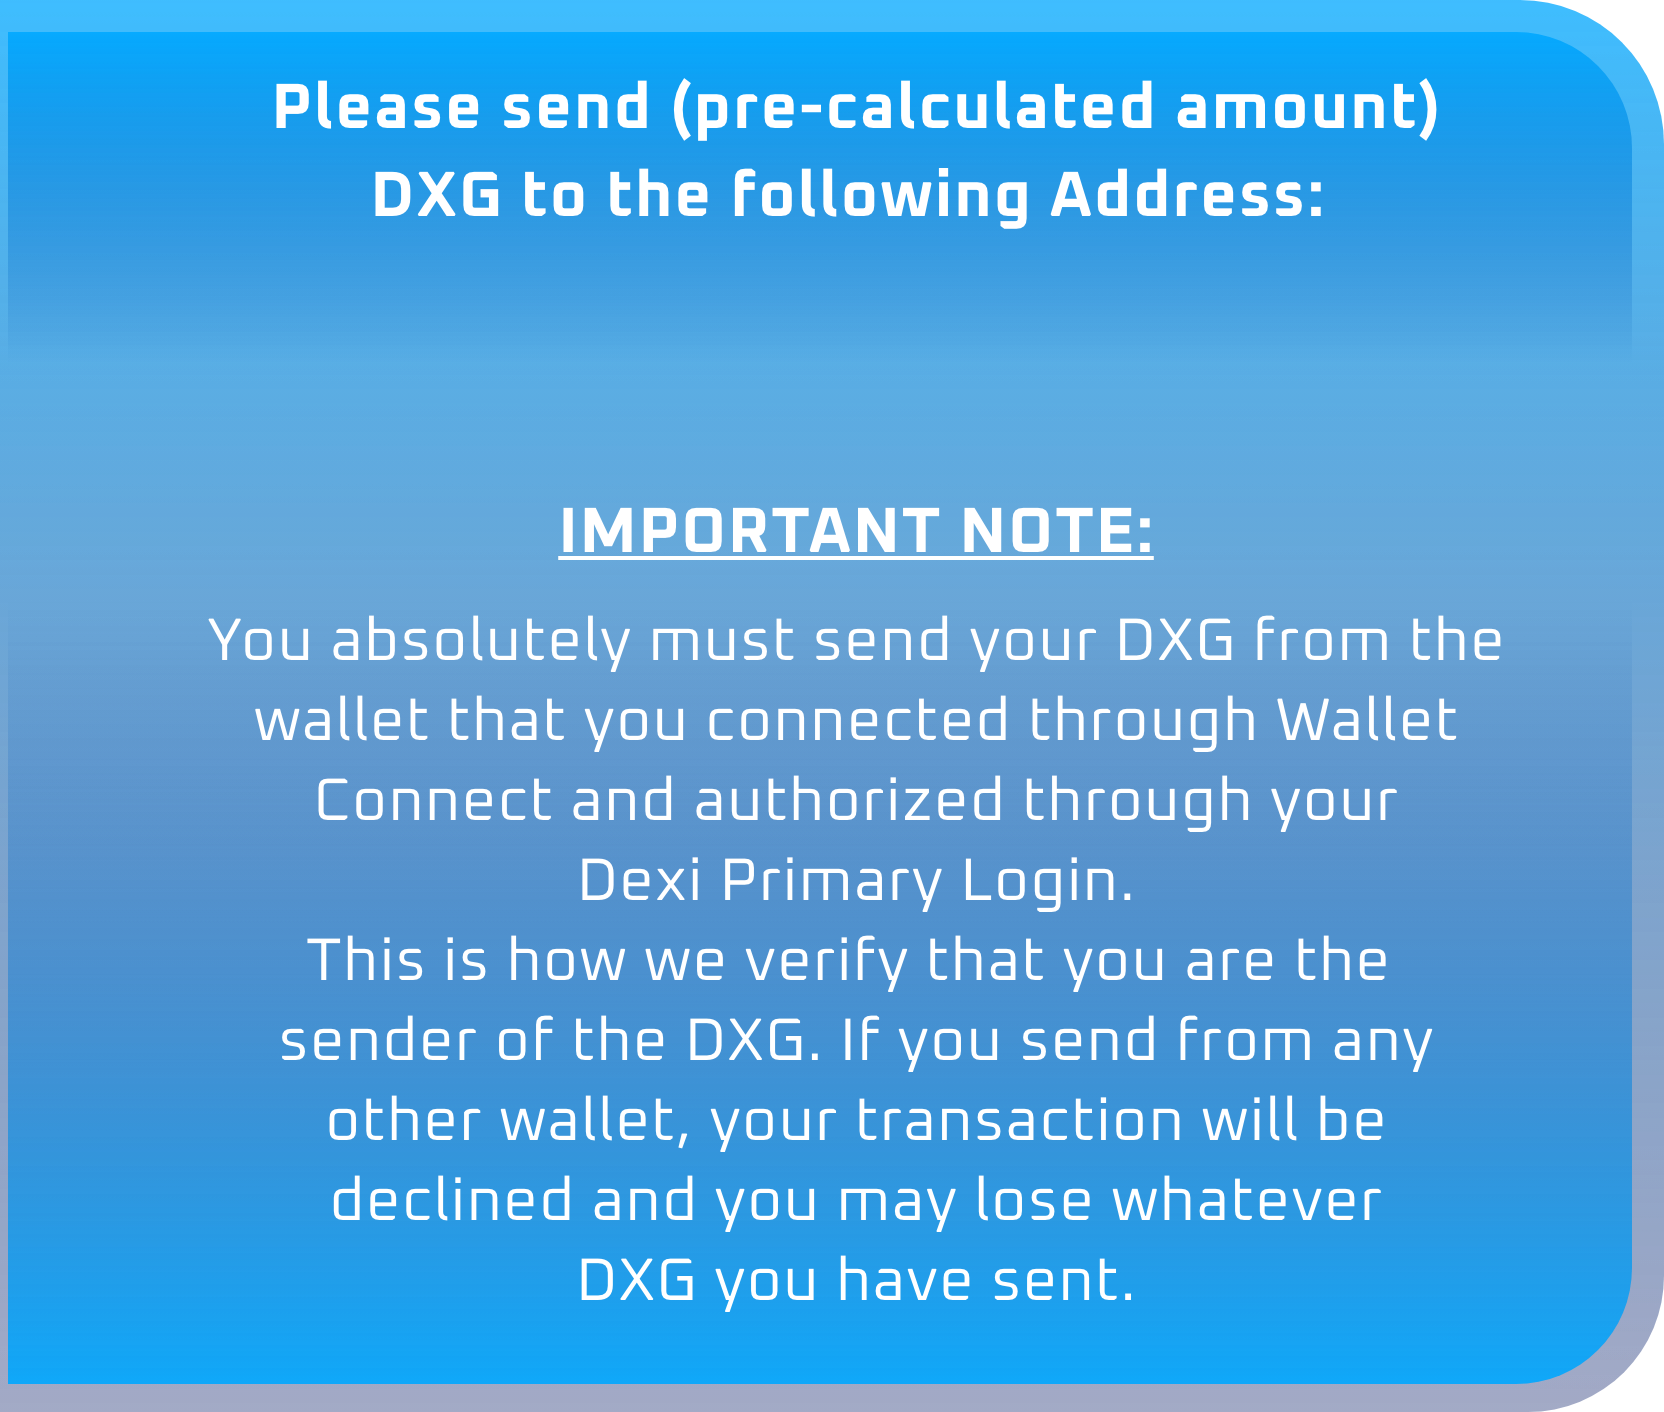 Please send (pre-calculated amount)
DXG to the following Address:
IMPORTANT NOTE:
You absolutely must send your DXG from the
wallet that you connected through Wallet
Connect and authorized through your
Dexi Primary Login.
This is how we verify that you are the
sender of the DXG. If you send from any
other wallet, your transaction will be
declined and you may lose whatever
DXG you have sent.